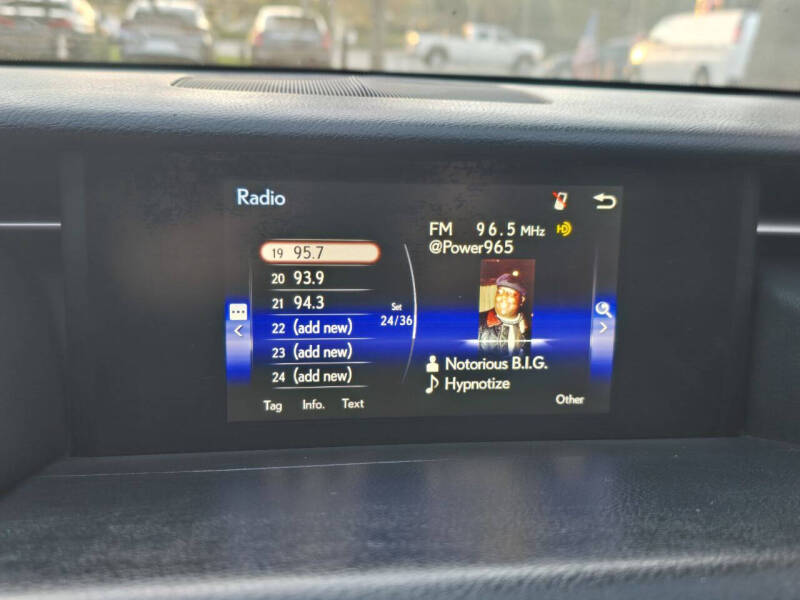 Radio
FM 96.5 MHz HD
@Power965
19 95.7
20 93.9
21 94.3
22 (add new)
23 (add new)
24 (add new)
Set
24/36
Notorious B.I.G.
Hypnotize
Tag Info. Text
Other